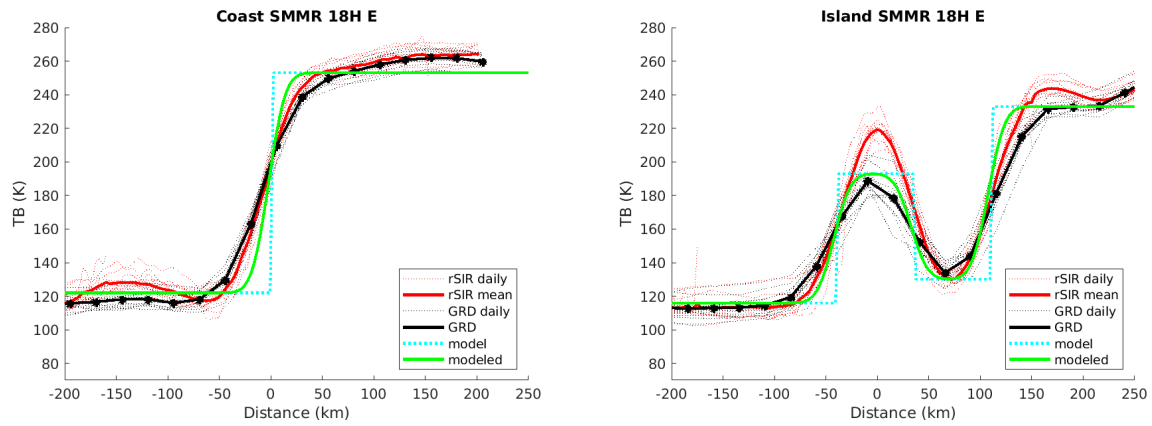 Coast SMMR 18H E
280
260
240
220
200
180
160
140
120
100
80
TB (K)
-200 -150 -100 -50 0 50 100 150 200 250
Distance (km)
rSIR daily
rSIR mean
GRD daily
GRD
model
modeled
Island SMMR 18H E
280
260
240
220
200
180
160
140
120
100
80
TB (K)
-200 -150 -100 -50 0 50 100 150 200 250
Distance (km)
rSIR daily
rSIR mean
GRD daily
GRD
model
modeled